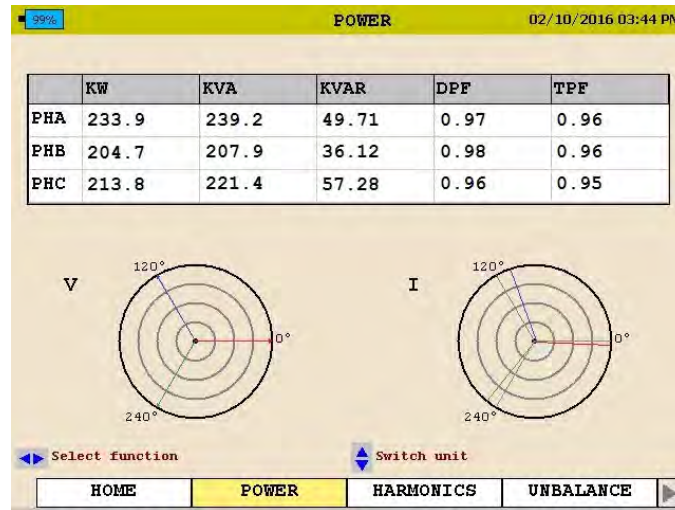 99% POWER 02/10/2016 03:44 PM
KW KVA KVAR DPF TPF
PHA 233.9 239.2 49.71 0.97 0.96
PHB 204.7 207.9 36.12 0.98 0.96
PHC 213.8 221.4 57.28 0.96 0.95
120° 120°
V I
0° 0°
240° 240°
Select function Switch unit
HOME POWER HARMONICS UNBALANCE